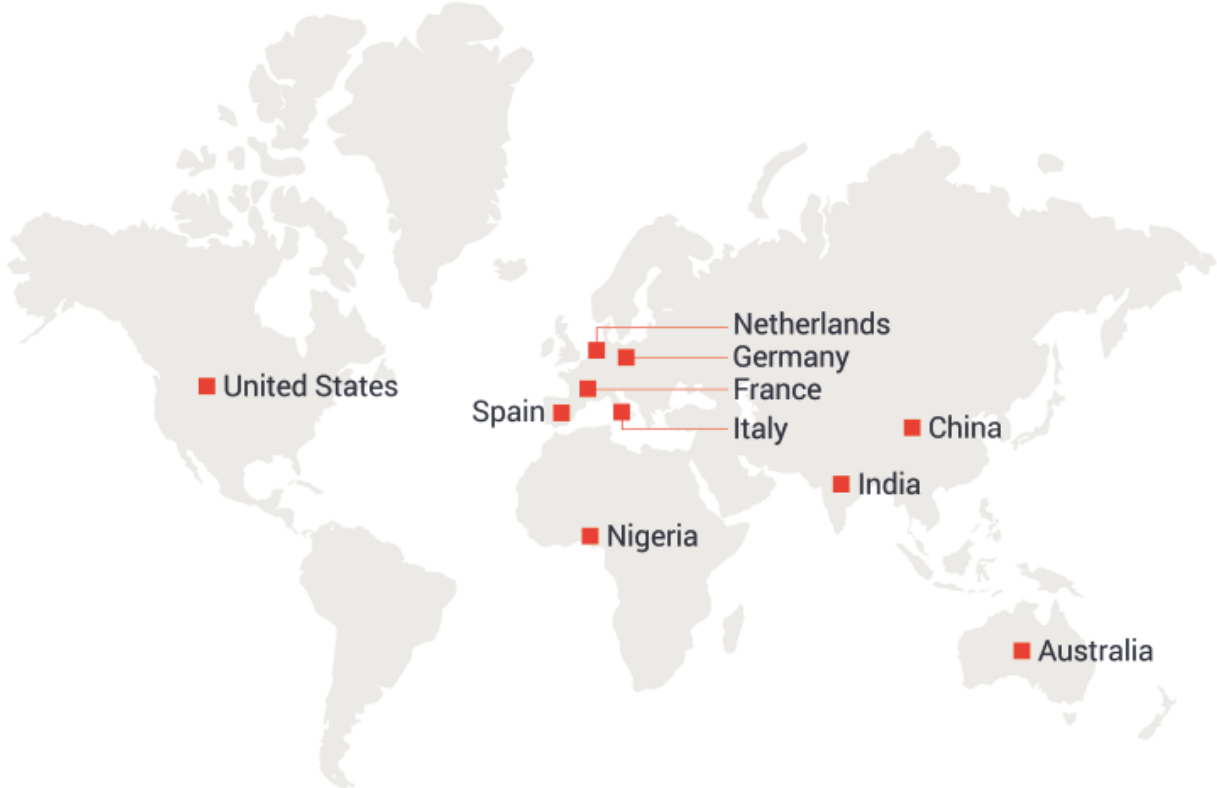 Netherlands
Germany
United States
France
Spain
Italy
China
India
Nigeria
Australia